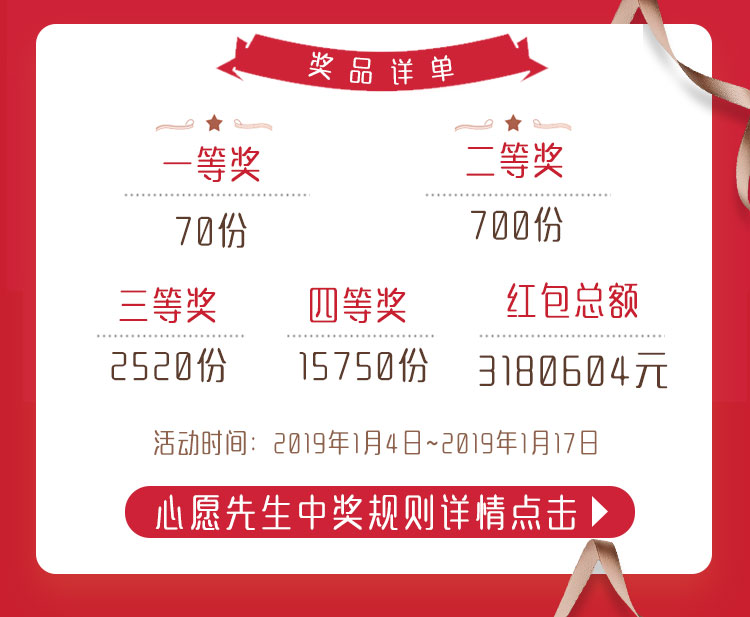 奖品详单
一等奖
70份
二等奖
700份
三等奖
2520份
四等奖
15750份
红包总额
3180604元
活动时间：2019年1月4日~2019年1月17日
心愿先生中奖规则详情点击